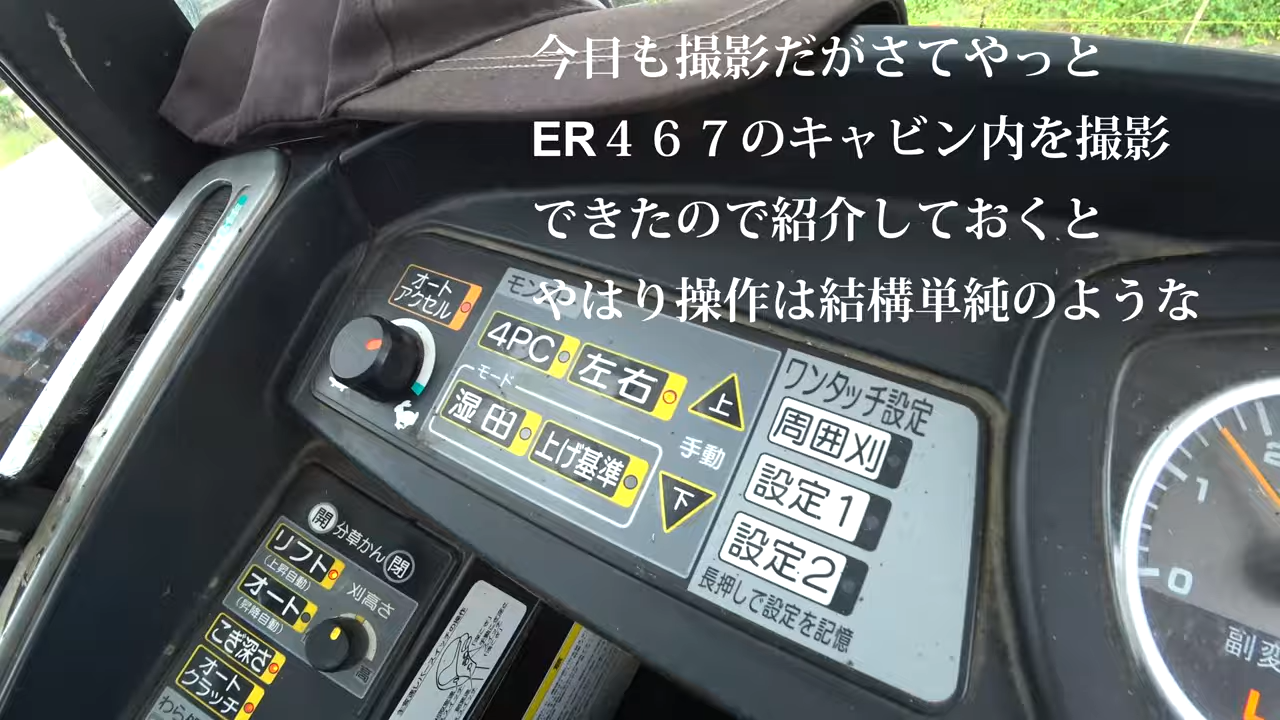 今日も撮影だがさてやっと
ER４６７のキャビン内を撮影
できたので紹介しておくと
やはり操作は結構単純のような
オート
アクセル
4PC
左右
上
モード
湿田
上げ基準
手動
下
ワンタッチ設定
周囲刈
設定1
設定2
長押しで設定を記憶
開
分草かん
閉
リフト
(上昇自動)
オート
(昇降自動)
刈高さ
高
こぎ深さ
オート
クラッチ
2
1
0
副変